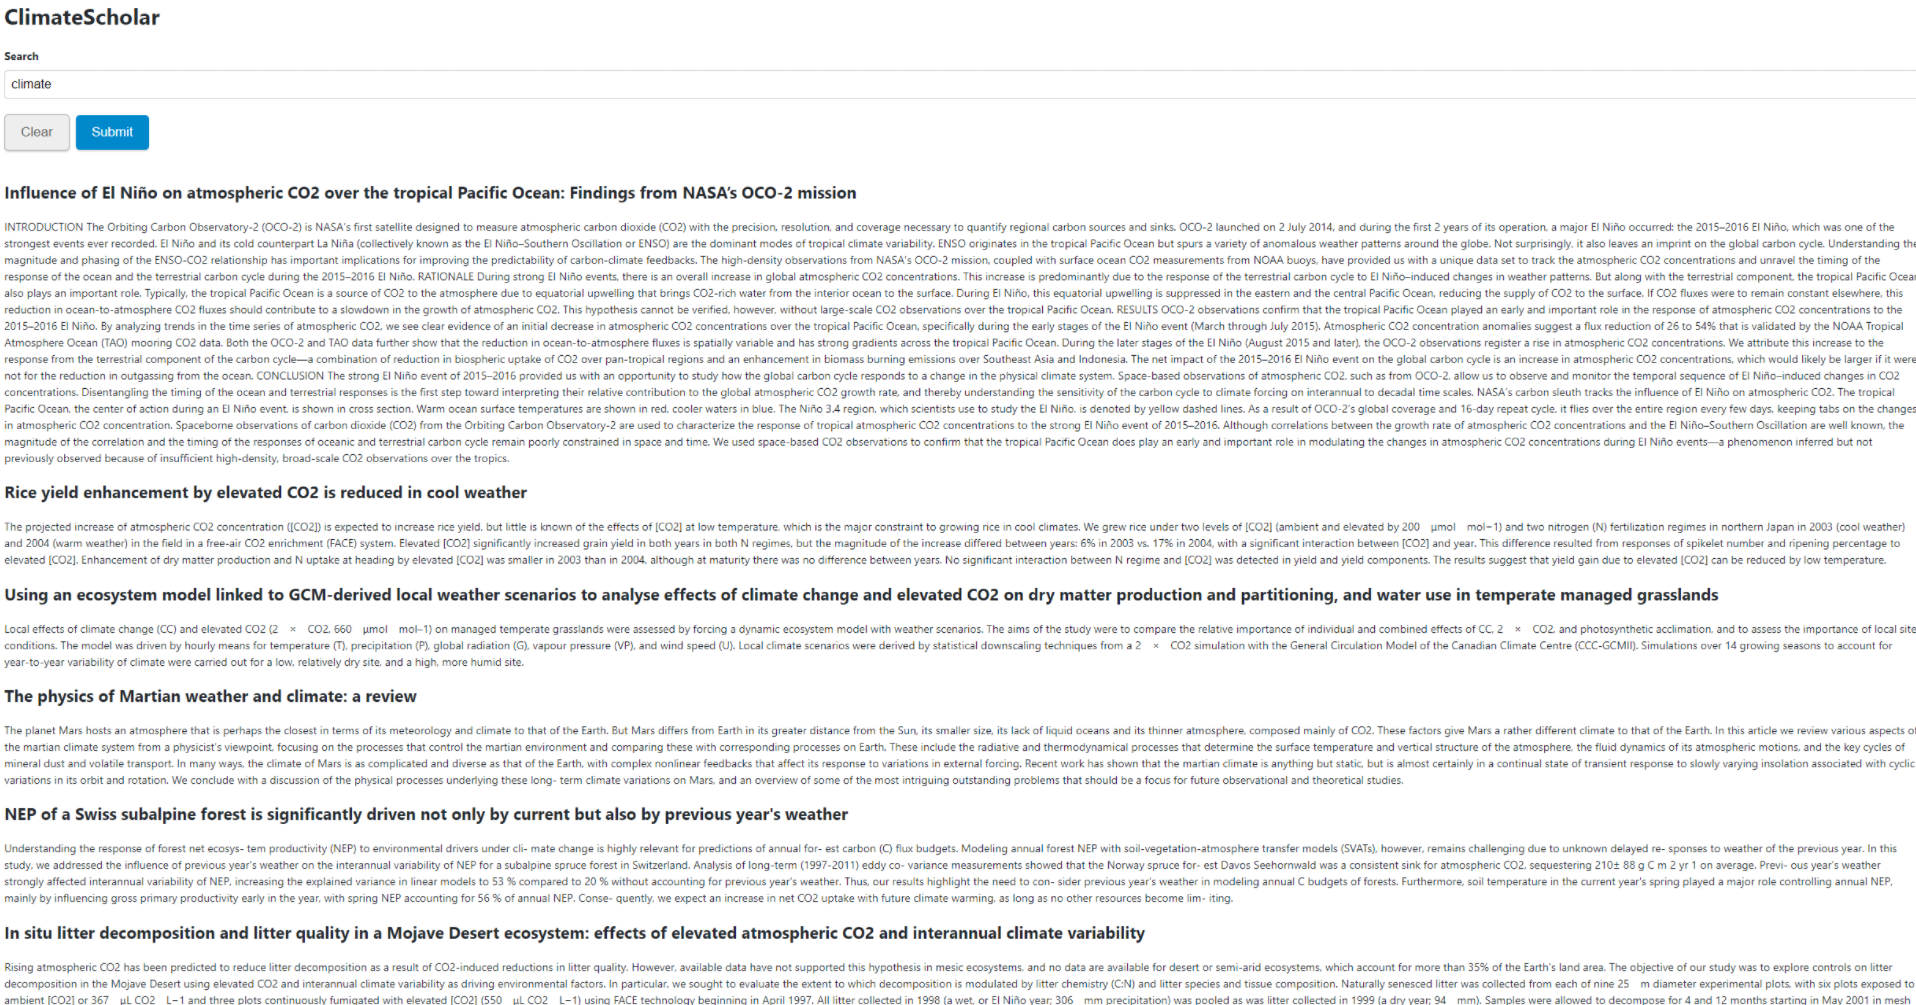 ClimateScholar
Search
climate
Clear
Submit
Influence of El Niño on atmospheric CO2 over the tropical Pacific Ocean: Findings from NASA's OCO-2 mission
INTRODUCTION The Orbiting Carbon Observatory-2 (OCO-2) is NASA's first satellite designed to measure atmospheric carbon dioxide (CO2) with the precision, resolution, and coverage necessary to quantify regional carbon sources and sinks. OCO-2 launched on 2 July 2014, and during the first 2 years of its operation, a major El Niño occurred: the 2015–2016 El Niño, which was one of the
strongest events ever recorded. El Niño and its cold counterpart La Niña (collectively known as the El Niño–Southern Oscillation or ENSO) are the dominant modes of tropical climate variability. ENSO originates in the tropical Pacific Ocean but spurs a variety of anomalous weather patterns around the globe. Not surprisingly, it also leaves an imprint on the global carbon cycle. Understanding the
magnitude and phasing of the ENSO-CO2 relationship has important implications for improving the predictability of carbon-climate feedbacks. The high-density observations from NASA's OCO-2 mission, coupled with surface ocean CO2 measurements from NOAA buoys, have provided us with a unique data set to track the atmospheric CO2 concentrations and unravel the timing of the
response of the ocean and the terrestrial carbon cycle during the 2015–2016 El Niño. RATIONALE During strong El Niño events, there is an overall increase in global atmospheric CO2 concentrations. This increase is predominantly due to the response of the terrestrial carbon cycle to El Niño–induced changes in weather patterns. But along with the terrestrial component, the tropical Pacific Ocean
also plays an important role. Typically, the tropical Pacific Ocean is a source of CO2 to the atmosphere due to equatorial upwelling that brings CO2-rich water from the interior ocean to the surface. During El Niño, this equatorial upwelling is suppressed in the eastern and the central Pacific Ocean, reducing the supply of CO2 to the surface. If CO2 fluxes were to remain constant elsewhere, this
reduction in ocean-to-atmosphere CO2 fluxes should contribute to a slowdown in the growth of atmospheric CO2. This hypothesis cannot be verified, however, without large-scale CO2 observations over the tropical Pacific Ocean. RESULTS OCO-2 observations confirm that the tropical Pacific Ocean played an early and important role in the response of atmospheric CO2 concentrations to the
2015–2016 El Niño. By analyzing trends in the time series of atmospheric CO2, we see clear evidence of an initial decrease in atmospheric CO2 concentrations over the tropical Pacific Ocean, specifically during the early stages of the El Niño event (March through July 2015). Atmospheric CO2 concentration anomalies suggest a flux reduction of 26 to 54% that is validated by the NOAA Tropical
Atmosphere Ocean (TAO) mooring CO2 data. Both the OCO-2 and TAO data further show that the reduction in ocean-to-atmosphere fluxes is spatially variable and has strong gradients across the tropical Pacific Ocean. During the later stages of the El Niño (August 2015 and later), the OCO-2 observations register a rise in atmospheric CO2 concentrations. We attribute this increase to the
response from the terrestrial component of the carbon cycle—a combination of reduction in biospheric uptake of CO2 over pan-tropical regions and an enhancement in biomass burning emissions over Southeast Asia and Indonesia. The net impact of the 2015–2016 El Niño event on the global carbon cycle is an increase in atmospheric CO2 concentrations, which would likely be larger if it were
not for the reduction in outgassing from the ocean. CONCLUSION The strong El Niño event of 2015–2016 provided us with an opportunity to study how the global carbon cycle responds to a change in the physical climate system. Space-based observations of atmospheric CO2, such as from OCO-2, allow us to observe and monitor the temporal sequence of El Niño–induced changes in CO2
concentrations. Disentangling the timing of the ocean and terrestrial responses is the first step toward interpreting their relative contribution to the global atmospheric CO2 growth rate, and thereby understanding the sensitivity of the carbon cycle to climate forcing on interannual to decadal time scales. NASA's carbon sleuth tracks the influence of El Niño on atmospheric CO2. The tropical
Pacific Ocean, the center of action during an El Niño event, is shown in cross section. Warm ocean surface temperatures are shown in red, cooler waters in blue. The Niño 3.4 region, which scientists use to study the El Niño, is denoted by yellow dashed lines. As a result of OCO-2's global coverage and 16-day repeat cycle, it flies over the entire region every few days, keeping tabs on the changes
in atmospheric CO2 concentration. Spaceborne observations of carbon dioxide (CO2) from the Orbiting Carbon Observatory-2 are used to characterize the response of tropical atmospheric CO2 concentrations to the strong El Niño event of 2015–2016. Although correlations between the growth rate of atmospheric CO2 concentrations and the El Niño–Southern Oscillation are well known, the
magnitude of the correlation and the timing of the responses of oceanic and terrestrial carbon cycle remain poorly constrained in space and time. We used space-based CO2 observations to confirm that the tropical Pacific Ocean does play an early and important role in modulating the changes in atmospheric CO2 concentrations during El Niño events—a phenomenon inferred but not
previously observed because of insufficient high-density, broad-scale CO2 observations over the tropics.
Rice yield enhancement by elevated CO2 is reduced in cool weather
The projected increase of atmospheric CO2 concentration ([CO2]) is expected to increase rice yield, but little is known of the effects of [CO2] at low temperature, which is the major constraint to growing rice in cool climates. We grew rice under two levels of [CO2] (ambient and elevated by 200 μmol mol−1) and two nitrogen (N) fertilization regimes in northern Japan in 2003 (cool weather)
and 2004 (warm weather) in the field in a free-air CO2 enrichment (FACE) system. Elevated [CO2] significantly increased grain yield in both years in both N regimes, but the magnitude of the increase differed between years: 6% in 2003 vs. 17% in 2004, with a significant interaction between [CO2] and year. This difference resulted from responses of spikelet number and ripening percentage to
elevated [CO2]. Enhancement of dry matter production and N uptake at heading by elevated [CO2] was smaller in 2003 than in 2004, although at maturity there was no difference between years. No significant interaction between N regime and [CO2] was detected in yield and yield components. The results suggest that yield gain due to elevated [CO2] can be reduced by low temperature.
Using an ecosystem model linked to GCM-derived local weather scenarios to analyse effects of climate change and elevated CO2 on dry matter production and partitioning, and water use in temperate managed grasslands
Local effects of climate change (CC) and elevated CO2 (2 × CO2, 660 μmol mol–1) on managed temperate grasslands were assessed by forcing a dynamic ecosystem model with weather scenarios. The aims of the study were to compare the relative importance of individual and combined effects of CC, 2 × CO2, and photosynthetic acclimation, and to assess the importance of local site
conditions. The model was driven by hourly means for temperature (T), precipitation (P), global radiation (G), vapour pressure (VP), and wind speed (U). Local climate scenarios were derived by statistical downscaling techniques from a 2 × CO2 simulation with the General Circulation Model of the Canadian Climate Centre (CCC-GCMII). Simulations over 14 growing seasons to account for
year-to-year variability of climate were carried out for a low, relatively dry site, and a high, more humid site.
The physics of Martian weather and climate: a review
The planet Mars hosts an atmosphere that is perhaps the closest in terms of its meteorology and climate to that of the Earth. But Mars differs from Earth in its greater distance from the Sun, its smaller size, its lack of liquid oceans and its thinner atmosphere, composed mainly of CO2. These factors give Mars a rather different climate to that of the Earth. In this article we review various aspects of
the martian climate system from a physicist's viewpoint, focusing on the processes that control the martian environment and comparing these with corresponding processes on Earth. These include the radiative and thermodynamical processes that determine the surface temperature and vertical structure of the atmosphere, the fluid dynamics of its atmospheric motions, and the key cycles of
mineral dust and volatile transport. In many ways, the climate of Mars is as complicated and diverse as that of the Earth, with complex nonlinear feedbacks that affect its response to variations in external forcing. Recent work has shown that the martian climate is anything but static, but is almost certainly in a continual state of transient response to slowly varying insolation associated with cyclic
variations in its orbit and rotation. We conclude with a discussion of the physical processes underlying these long- term climate variations on Mars, and an overview of some of the most intriguing outstanding problems that should be a focus for future observational and theoretical studies.
NEP of a Swiss subalpine forest is significantly driven not only by current but also by previous year's weather
Understanding the response of forest net ecosys- tem productivity (NEP) to environmental drivers under cli- mate change is highly relevant for predictions of annual for- est carbon (C) flux budgets. Modeling annual forest NEP with soil-vegetation-atmosphere transfer models (SVATs), however, remains challenging due to unknown delayed re- sponses to weather of the previous year. In this
study, we addressed the influence of previous year's weather on the interannual variability of NEP for a subalpine spruce forest in Switzerland. Analysis of long-term (1997-2011) eddy co- variance measurements showed that the Norway spruce for- est Davos Seehornwald was a consistent sink for atmospheric CO2, sequestering 210± 88 g C m 2 yr 1 on average. Previ- ous year's weather
strongly affected interannual variability of NEP, increasing the explained variance in linear models to 53 % compared to 20 % without accounting for previous year's weather. Thus, our results highlight the need to con- sider previous year's weather in modeling annual C budgets of forests. Furthermore, soil temperature in the current year's spring played a major role controlling annual NEP,
mainly by influencing gross primary productivity early in the year, with spring NEP accounting for 56 % of annual NEP. Conse- quently, we expect an increase in net CO2 uptake with future climate warming, as long as no other resources become lim- iting.
In situ litter decomposition and litter quality in a Mojave Desert ecosystem: effects of elevated atmospheric CO2 and interannual climate variability
Rising atmospheric CO2 has been predicted to reduce litter decomposition as a result of CO2-induced reductions in litter quality. However, available data have not supported this hypothesis in mesic ecosystems, and no data are available for desert or semi-arid ecosystems, which account for more than 35% of the Earth's land area. The objective of our study was to explore controls on litter
decomposition in the Mojave Desert using elevated CO2 and interannual climate variability as driving environmental factors. In particular, we sought to evaluate the extent to which decomposition is modulated by litter chemistry (C:N) and litter species and tissue composition. Naturally senesced litter was collected from each of nine 25 m diameter experimental plots, with six plots exposed to
ambient [CO2] or 367 μL CO2 L−1 and three plots continuously fumigated with elevated [CO2] (550 μL CO2 L−1) using FACE technology beginning in April 1997. All litter collected in 1998 (a wet, or El Niño year; 306 mm precipitation) was pooled as was litter collected in 1999 (a dry year; 94 mm). Samples were allowed to decompose for 4 and 12 months starting in May 2001 in mesh